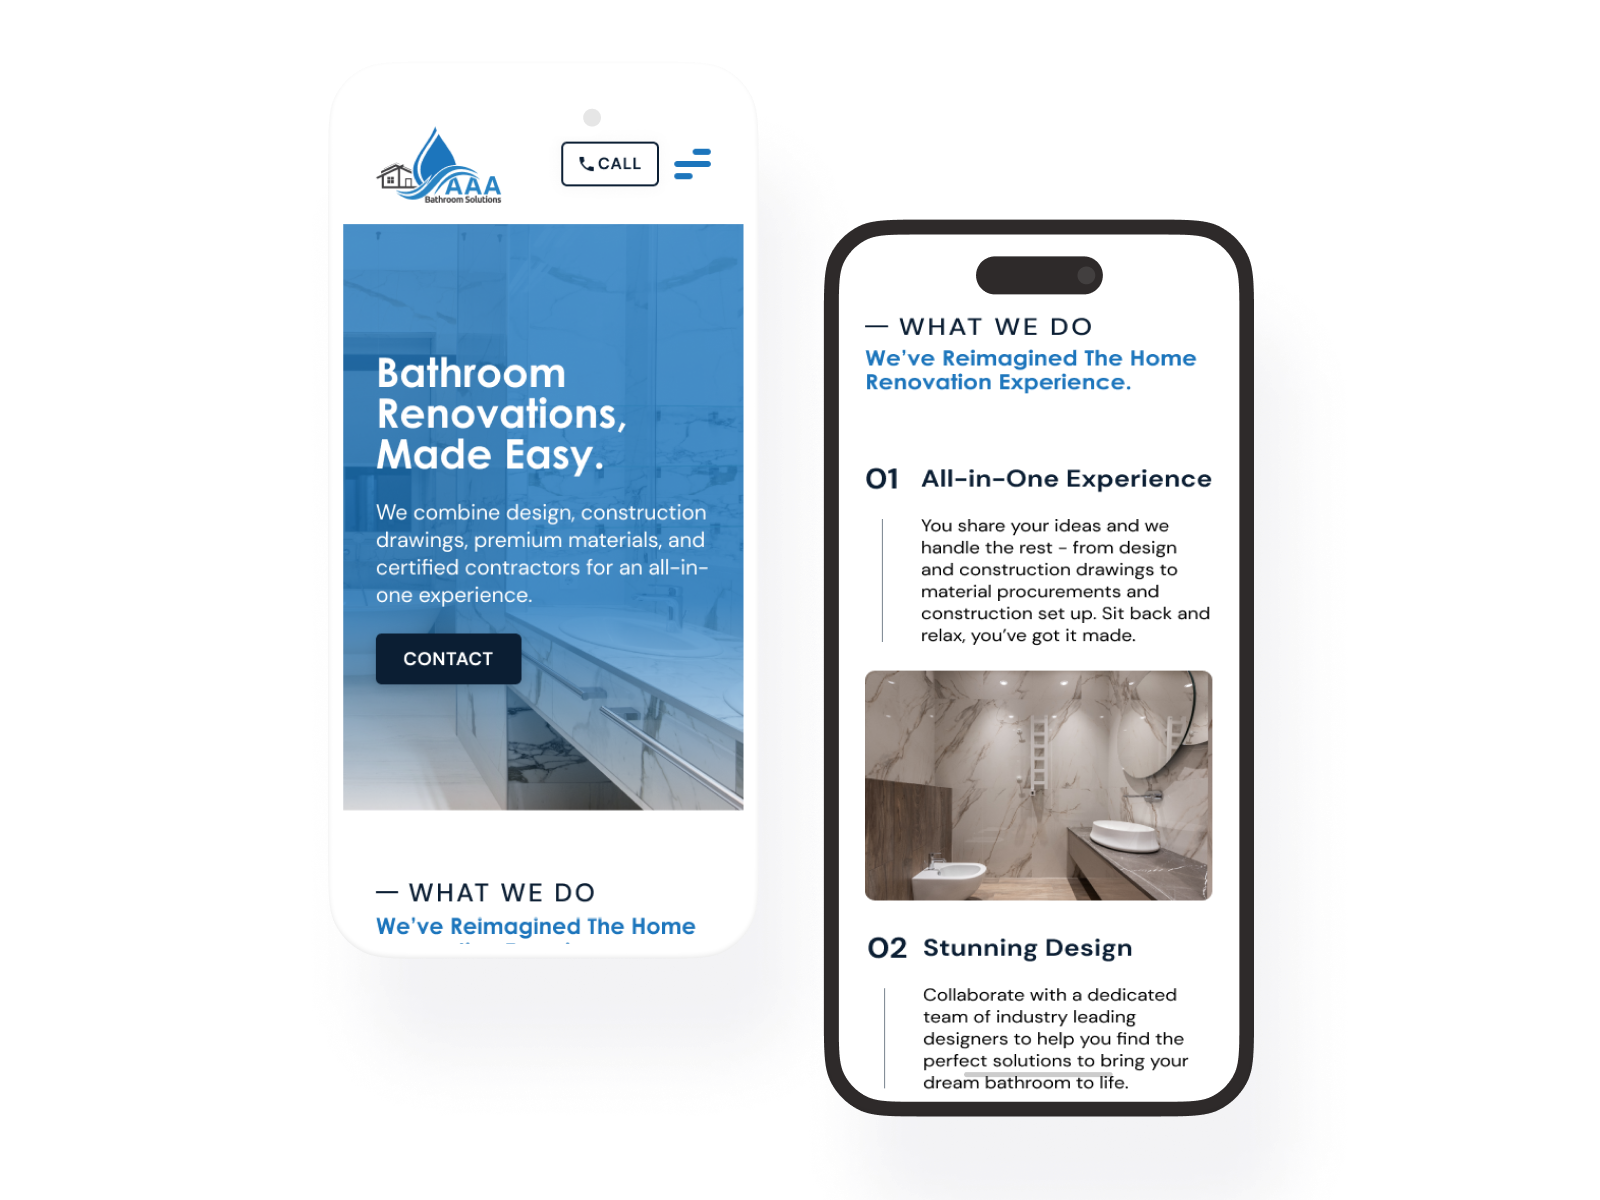 AAA
Bathroom Solutions
CALL
Bathroom
Renovations,
Made Easy.
We combine design, construction
drawings, premium materials, and
certified contractors for an all-in-
one experience.
CONTACT
— WHAT WE DO
We’ve Reimagined The Home
— WHAT WE DO
We’ve Reimagined The Home
Renovation Experience.
01 All-in-One Experience
You share your ideas and we
handle the rest - from design
and construction drawings to
material procurements and
construction set up. Sit back and
relax, you’ve got it made.
02 Stunning Design
Collaborate with a dedicated
team of industry leading
designers to help you find the
perfect solutions to bring your
dream bathroom to life.